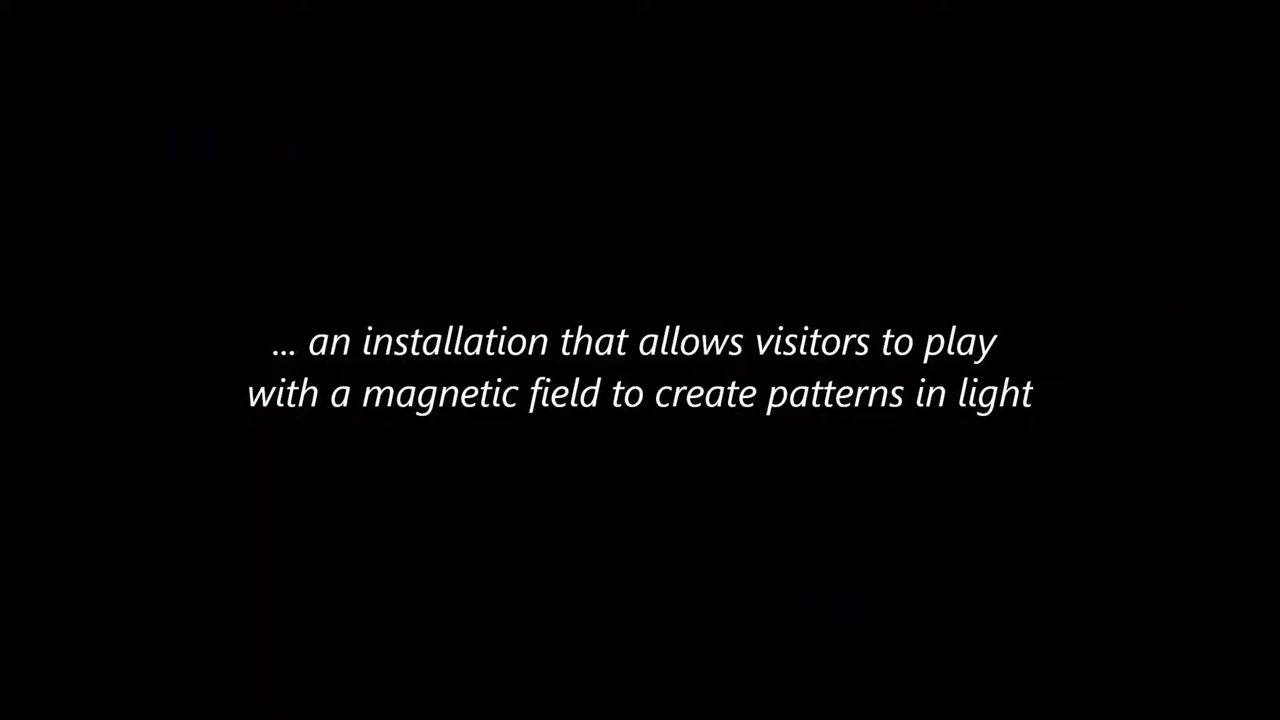 ... an installation that allows visitors to play
with a magnetic field to create patterns in light